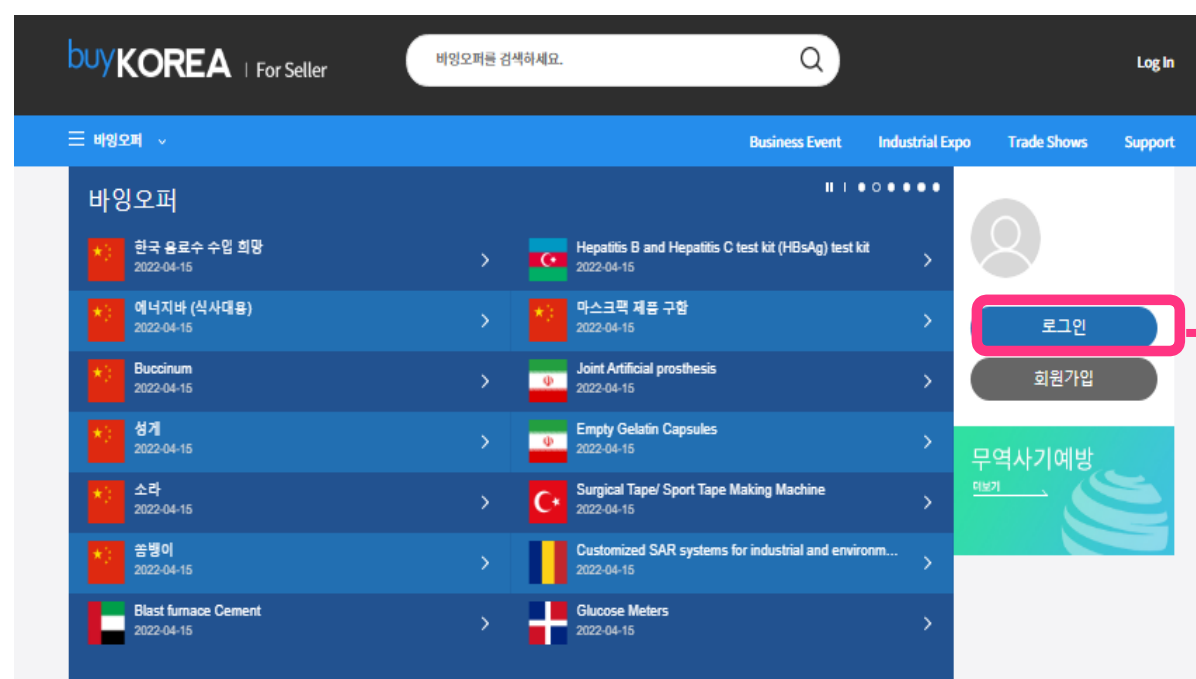 buyKOREA | For Seller
바잉오퍼를 검색하세요.
Log In
바잉오퍼
Business Event
Industrial Expo
Trade Shows
Support
바잉오퍼
한국 음료수 수입 희망
2022-04-15
Hepatitis B and Hepatitis C test kit (HBsAg) test kit
2022-04-15
에너지바 (식사대용)
2022-04-15
마스크팩 제품 구함
2022-04-15
Buccinum
2022-04-15
Joint Artificial prosthesis
2022-04-15
성게
2022-04-15
Empty Gelatin Capsules
2022-04-15
소라
2022-04-15
Surgical Tape/ Sport Tape Making Machine
2022-04-15
쏨뱅이
2022-04-15
Customized SAR systems for industrial and environm...
2022-04-15
Blast furnace Cement
2022-04-15
Glucose Meters
2022-04-15
로그인
회원가입
무역사기예방
더보기